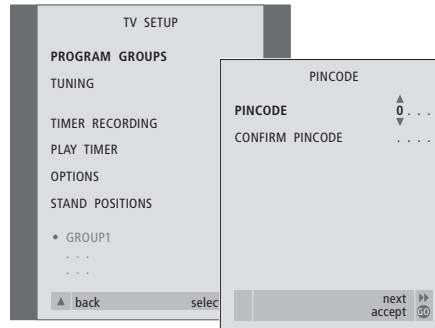 TV SETUP
PROGRAM GROUPS
TUNING
TIMER RECORDING
PLAY TIMER
OPTIONS
STAND POSITIONS
• GROUP1
. . .
. . .
back selec
PINCODE
PINCODE 0 . . .
CONFIRM PINCODE . . . .
next
accept GO